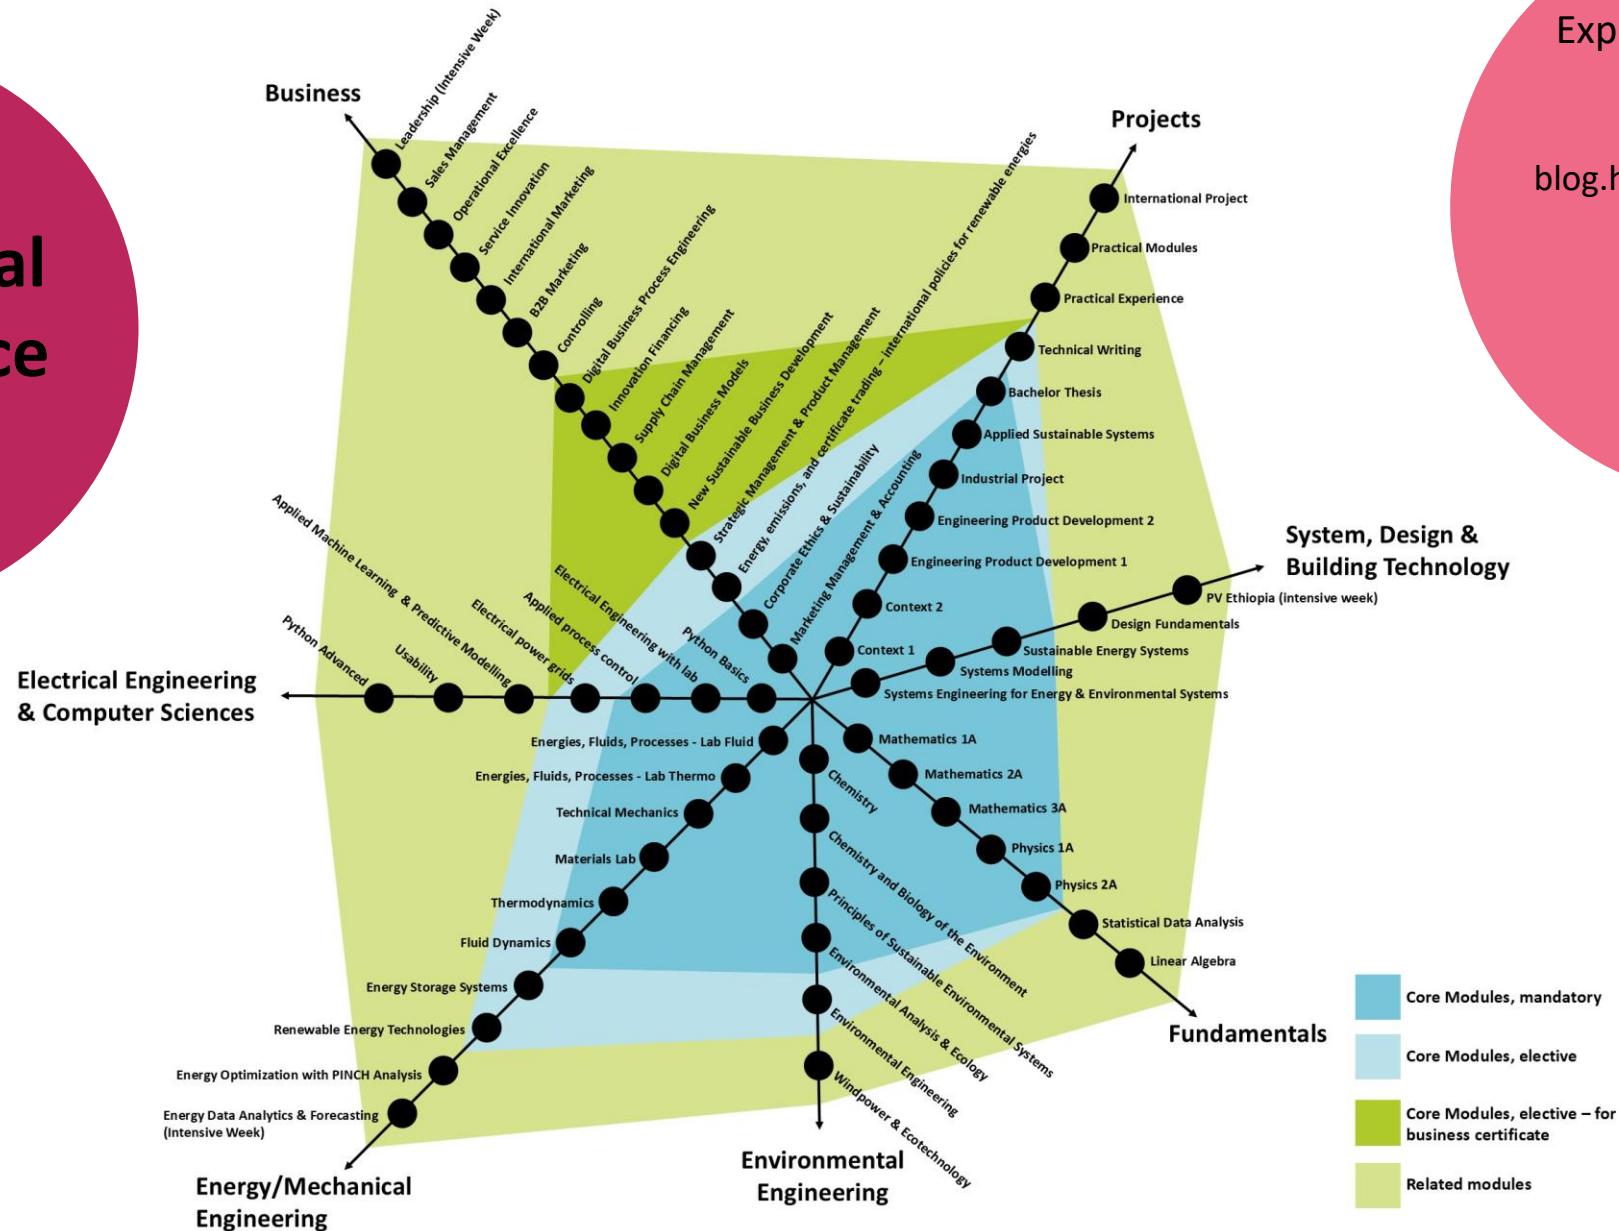 Exp
blog.h
al
ce
Business
Leadership (Intensive Week)
Sales Management
Operational Excellence
Service Innovation
International Marketing
B2B Marketing
Controlling
Digital Business Process Engineering
Innovation Financing
Supply Chain Management
Digital Business Models
New Sustainable Business Development
Strategic Management & Product Management
Energy, emissions, and certificate trading – international policies for renewable energies
Corporate Ethics & Sustainability
Marketing Management & Accounting
Projects
International Project
Practical Modules
Practical Experience
Technical Writing
Bachelor Thesis
Applied Sustainable Systems
Industrial Project
Engineering Product Development 2
Engineering Product Development 1
Context 2
Context 1
System, Design &
Building Technology
PV Ethiopia (intensive week)
Design Fundamentals
Sustainable Energy Systems
Systems Modelling
Systems Engineering for Energy & Environmental Systems
Electrical Engineering
& Computer Sciences
Python Advanced
Usability
Applied Machine Learning & Predictive Modelling
Electrical power grids
Applied process control
Electrical Engineering with lab
Python Basics
Energies, Fluids, Processes - Lab Fluid
Energies, Fluids, Processes - Lab Thermo
Technical Mechanics
Materials Lab
Thermodynamics
Fluid Dynamics
Energy Storage Systems
Renewable Energy Technologies
Energy Optimization with PINCH Analysis
Energy Data Analytics & Forecasting
(Intensive Week)
Energy/Mechanical
Engineering
Chemistry
Chemistry and Biology of the Environment
Principles of Sustainable Environmental Systems
Environmental Analysis & Ecology
Environmental Engineering
Windpower & Ecotechnology
Environmental
Engineering
Mathematics 1A
Mathematics 2A
Mathematics 3A
Physics 1A
Physics 2A
Statistical Data Analysis
Linear Algebra
Fundamentals
Core Modules, mandatory
Core Modules, elective
Core Modules, elective – for
business certificate
Related modules